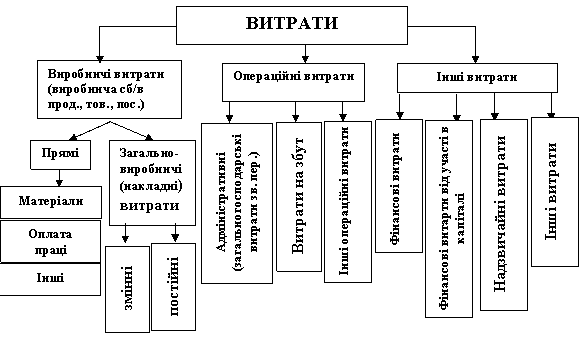 ВИТРАТИ
Виробничі витрати
(виробнича сб/в
прод., тов., пос.)
Операційні витрати
Інші витрати
Прямі
Загально-
виробничі
(накладні)
витрати
Матеріали
Оплата
праці
Інші
змінні
постійні
Адміністративні
(загальногосподарські
витрати зв. пер.)
Витрати на збут
Інші операційні витрати
Фінансові витрати
Фінансові витарти від участі в
капіталі
Надзвичайні витрати
Інші витрати